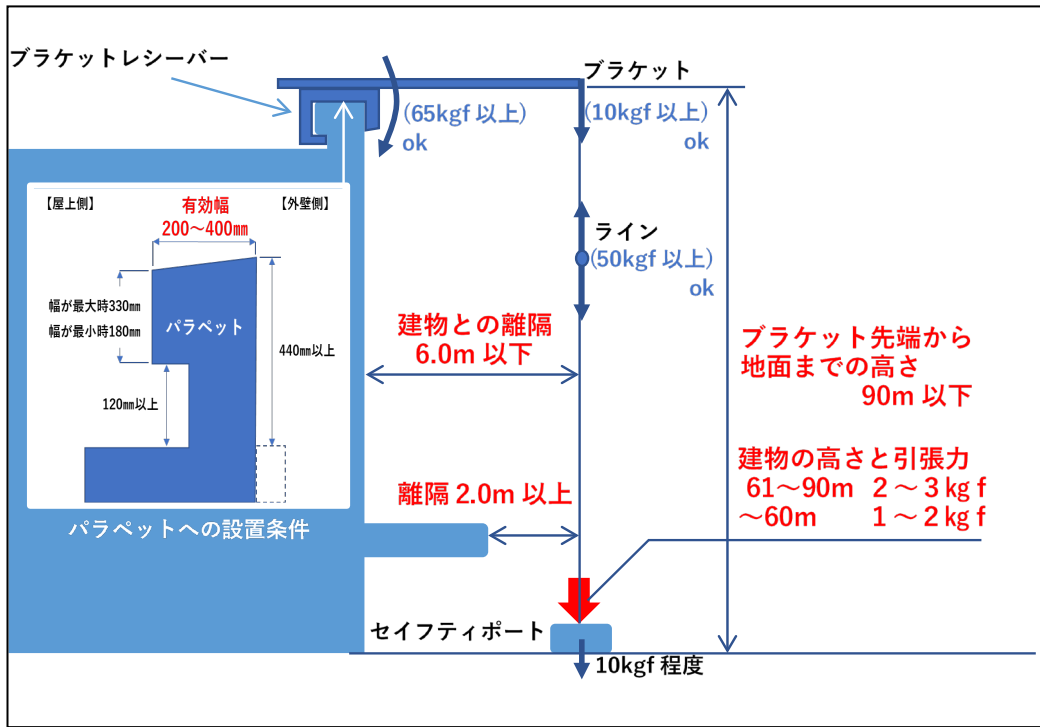 ブラケットレシーバー
ブラケット
(65kgf 以上)
ok
(10kgf 以上)
ok
【屋上側】
有効幅
200～400㎜
【外壁側】
ライン
(50kgf 以上)
ok
幅が最大時330㎜
幅が最小時180㎜
パラペット
440㎜以上
120㎜以上
建物との離隔
6.0m 以下
ブラケット先端から
地面までの高さ
90m 以下
建物の高さと引張力
61～90m 2～3kgf
～60m 1～2kgf
離隔 2.0m 以上
パラペットへの設置条件
セイフティポート
10kgf 程度